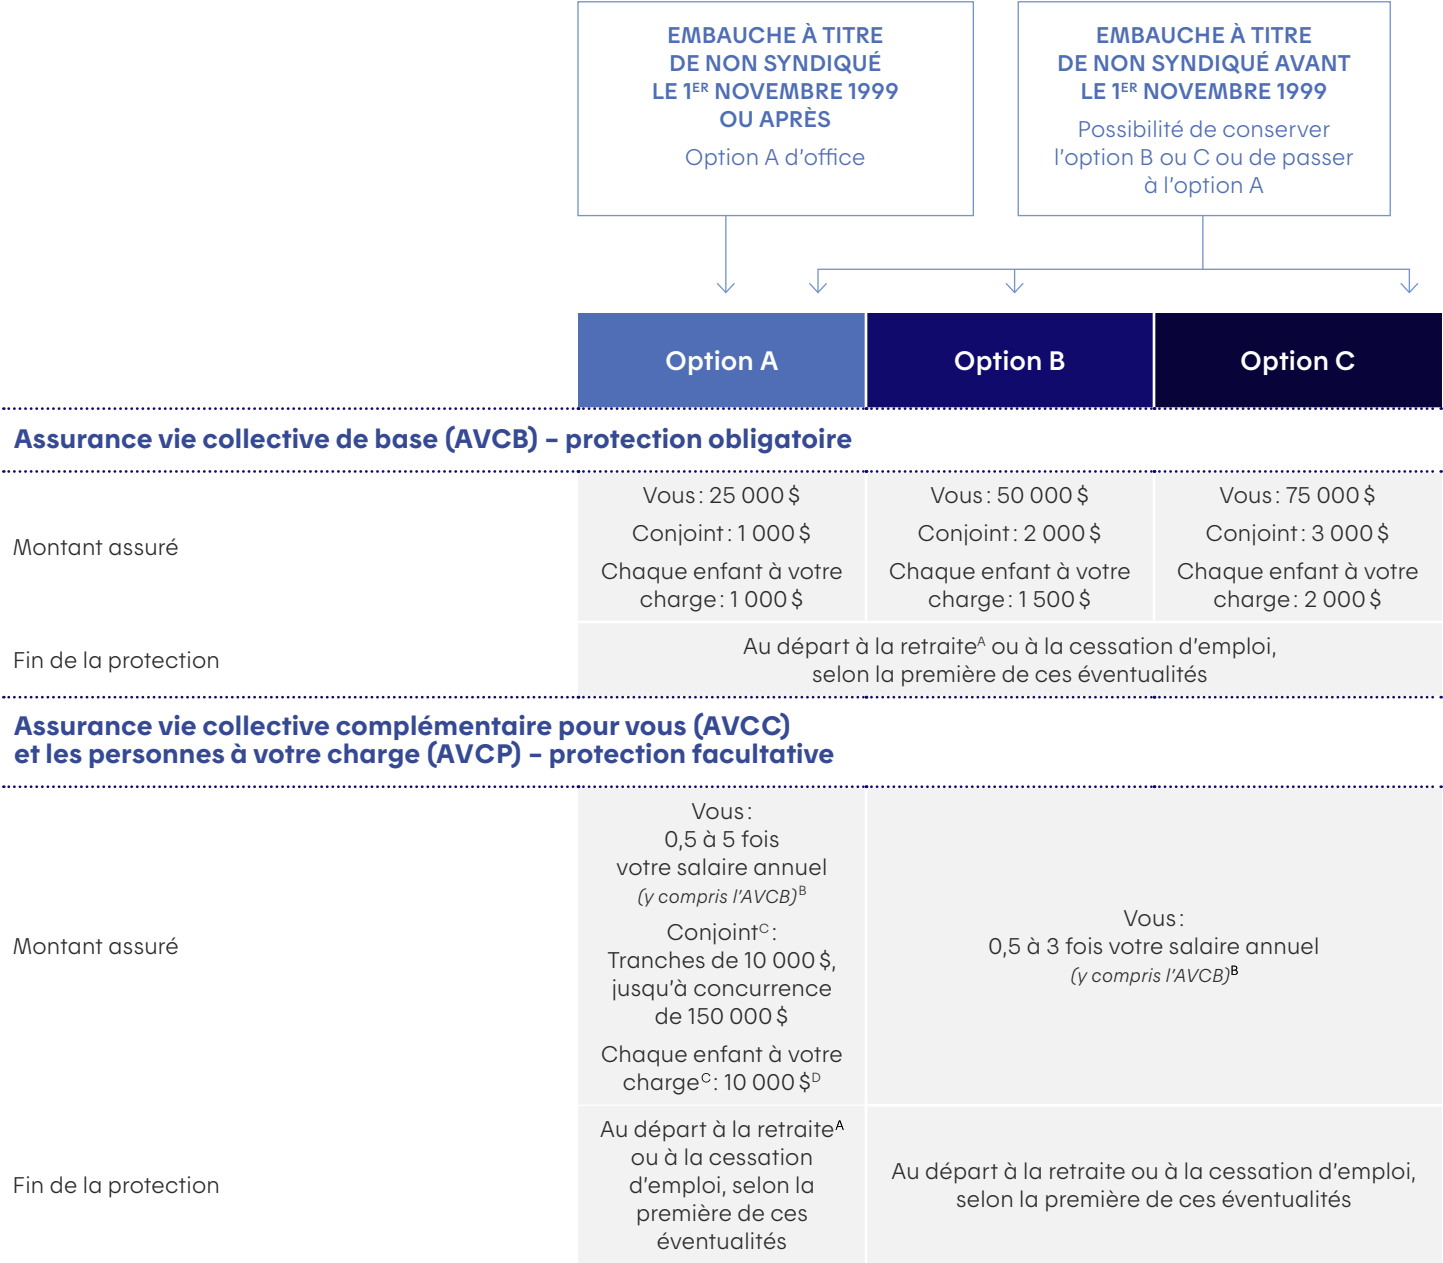 EMBAUCHE À TITRE
DE NON SYNDIQUÉ
LE 1ER NOVEMBRE 1999
OU APRÈS
Option A d’office
EMBAUCHE À TITRE
DE NON SYNDIQUÉ AVANT
LE 1ER NOVEMBRE 1999
Possibilité de conserver
l’option B ou C ou de passer
à l’option A
Option A
Option B
Option C
Assurance vie collective de base (AVCB) – protection obligatoire
Montant assuré
Vous : 25 000 $
Conjoint : 1 000 $
Chaque enfant à votre
charge : 1 000 $
Vous : 50 000 $
Conjoint : 2 000 $
Chaque enfant à votre
charge : 1 500 $
Vous : 75 000 $
Conjoint : 3 000 $
Chaque enfant à votre
charge : 2 000 $
Fin de la protection
Au départ à la retraiteA ou à la cessation d’emploi,
selon la première de ces éventualités
Assurance vie collective complémentaire pour vous (AVCC)
et les personnes à votre charge (AVCP) – protection facultative
Montant assuré
Vous :
0,5 à 5 fois
votre salaire annuel
(y compris l’AVCB)B
ConjointC :
Tranches de 10 000 $,
jusqu’à concurrence
de 150 000 $
Chaque enfant à votre
chargeC : 10 000 $D
Vous :
0,5 à 3 fois votre salaire annuel
(y compris l’AVCB)B
Fin de la protection
Au départ à la retraiteA
ou à la cessation
d’emploi, selon la
première de ces
éventualités
Au départ à la retraite ou à la cessation d’emploi,
selon la première de ces éventualités